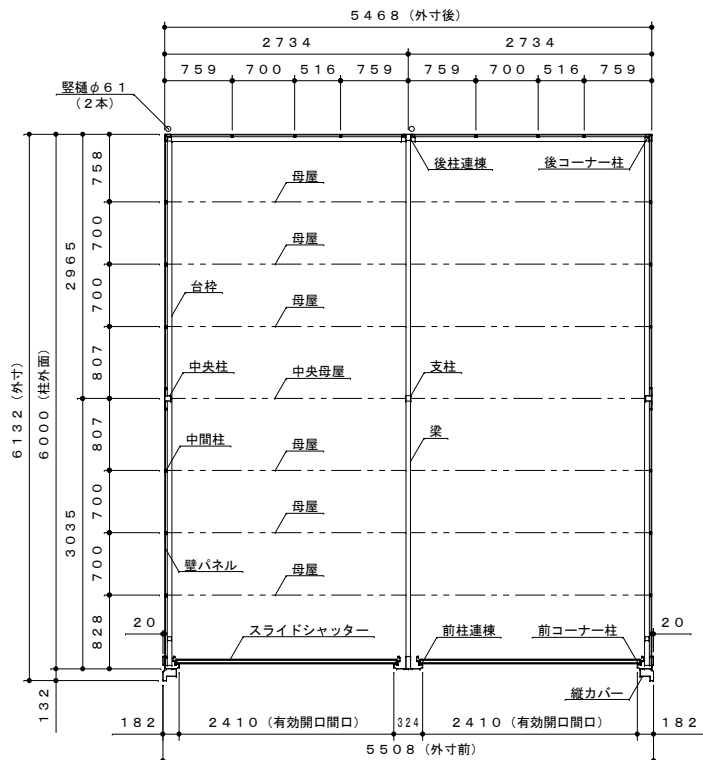 5468（外寸後）
2734
2734
759
700
516
759
759
700
516
759
竪樋φ61
（2本）
後柱連棟
後コーナー柱
758
700
700
807
807
700
700
828
2965
3035
6000（柱外面）
6132（外寸）
132
母屋
母屋
台枠
母屋
中央柱
中央母屋
支柱
中間柱
母屋
梁
母屋
壁パネル
母屋
20
スライドシャッター
前柱連棟
前コーナー柱
20
縦カバー
182
2410（有効開口間口）
324
2410（有効開口間口）
182
5508（外寸前）